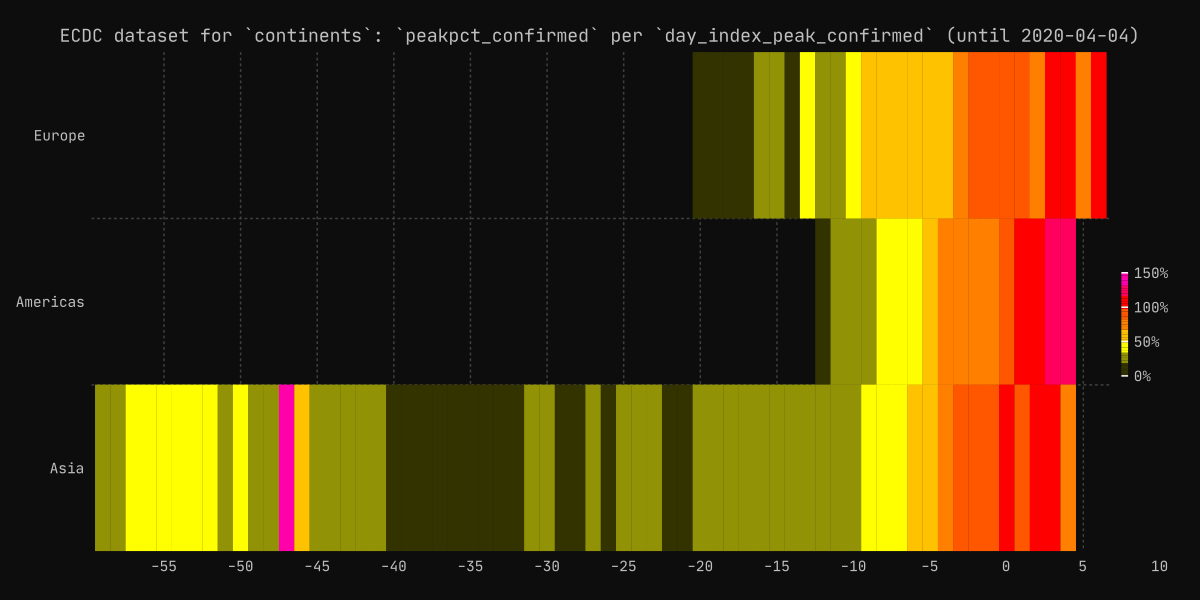 ECDC dataset for `continents`: `peakpct_confirmed` per `day_index_peak_confirmed` (until 2020-04-04)
Europe
Americas
Asia
150%
100%
50%
0%
-55 -50 -45 -40 -35 -30 -25 -20 -15 -10 -5 0 5 10